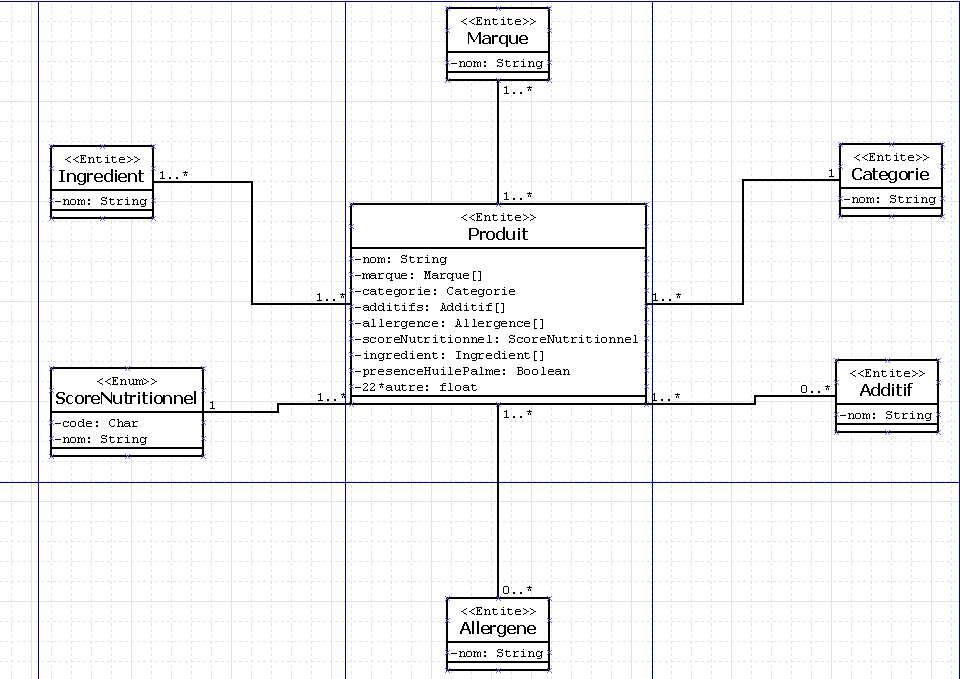 <<Entite>>
Marque
-nom: String
1..*
1..*
<<Entite>>
Ingredient
-nom: String
1..*
1..*
<<Entite>>
Categorie
-nom: String
1
1..*
<<Entite>>
Produit
-nom: String
-marque: Marque[]
-categorie: Categorie
-additifs: Additif[]
-allergence: Allergence[]
-scoreNutritionnel: ScoreNutritionnel
-ingredient: Ingredient[]
-presenceHuilePalme: Boolean
-22*autre: float
<<Enum>>
ScoreNutritionnel
-code: Char
-nom: String
1
1..*
<<Entite>>
Additif
-nom: String
0..*
1..*
1..*
0..*
<<Entite>>
Allergene
-nom: String